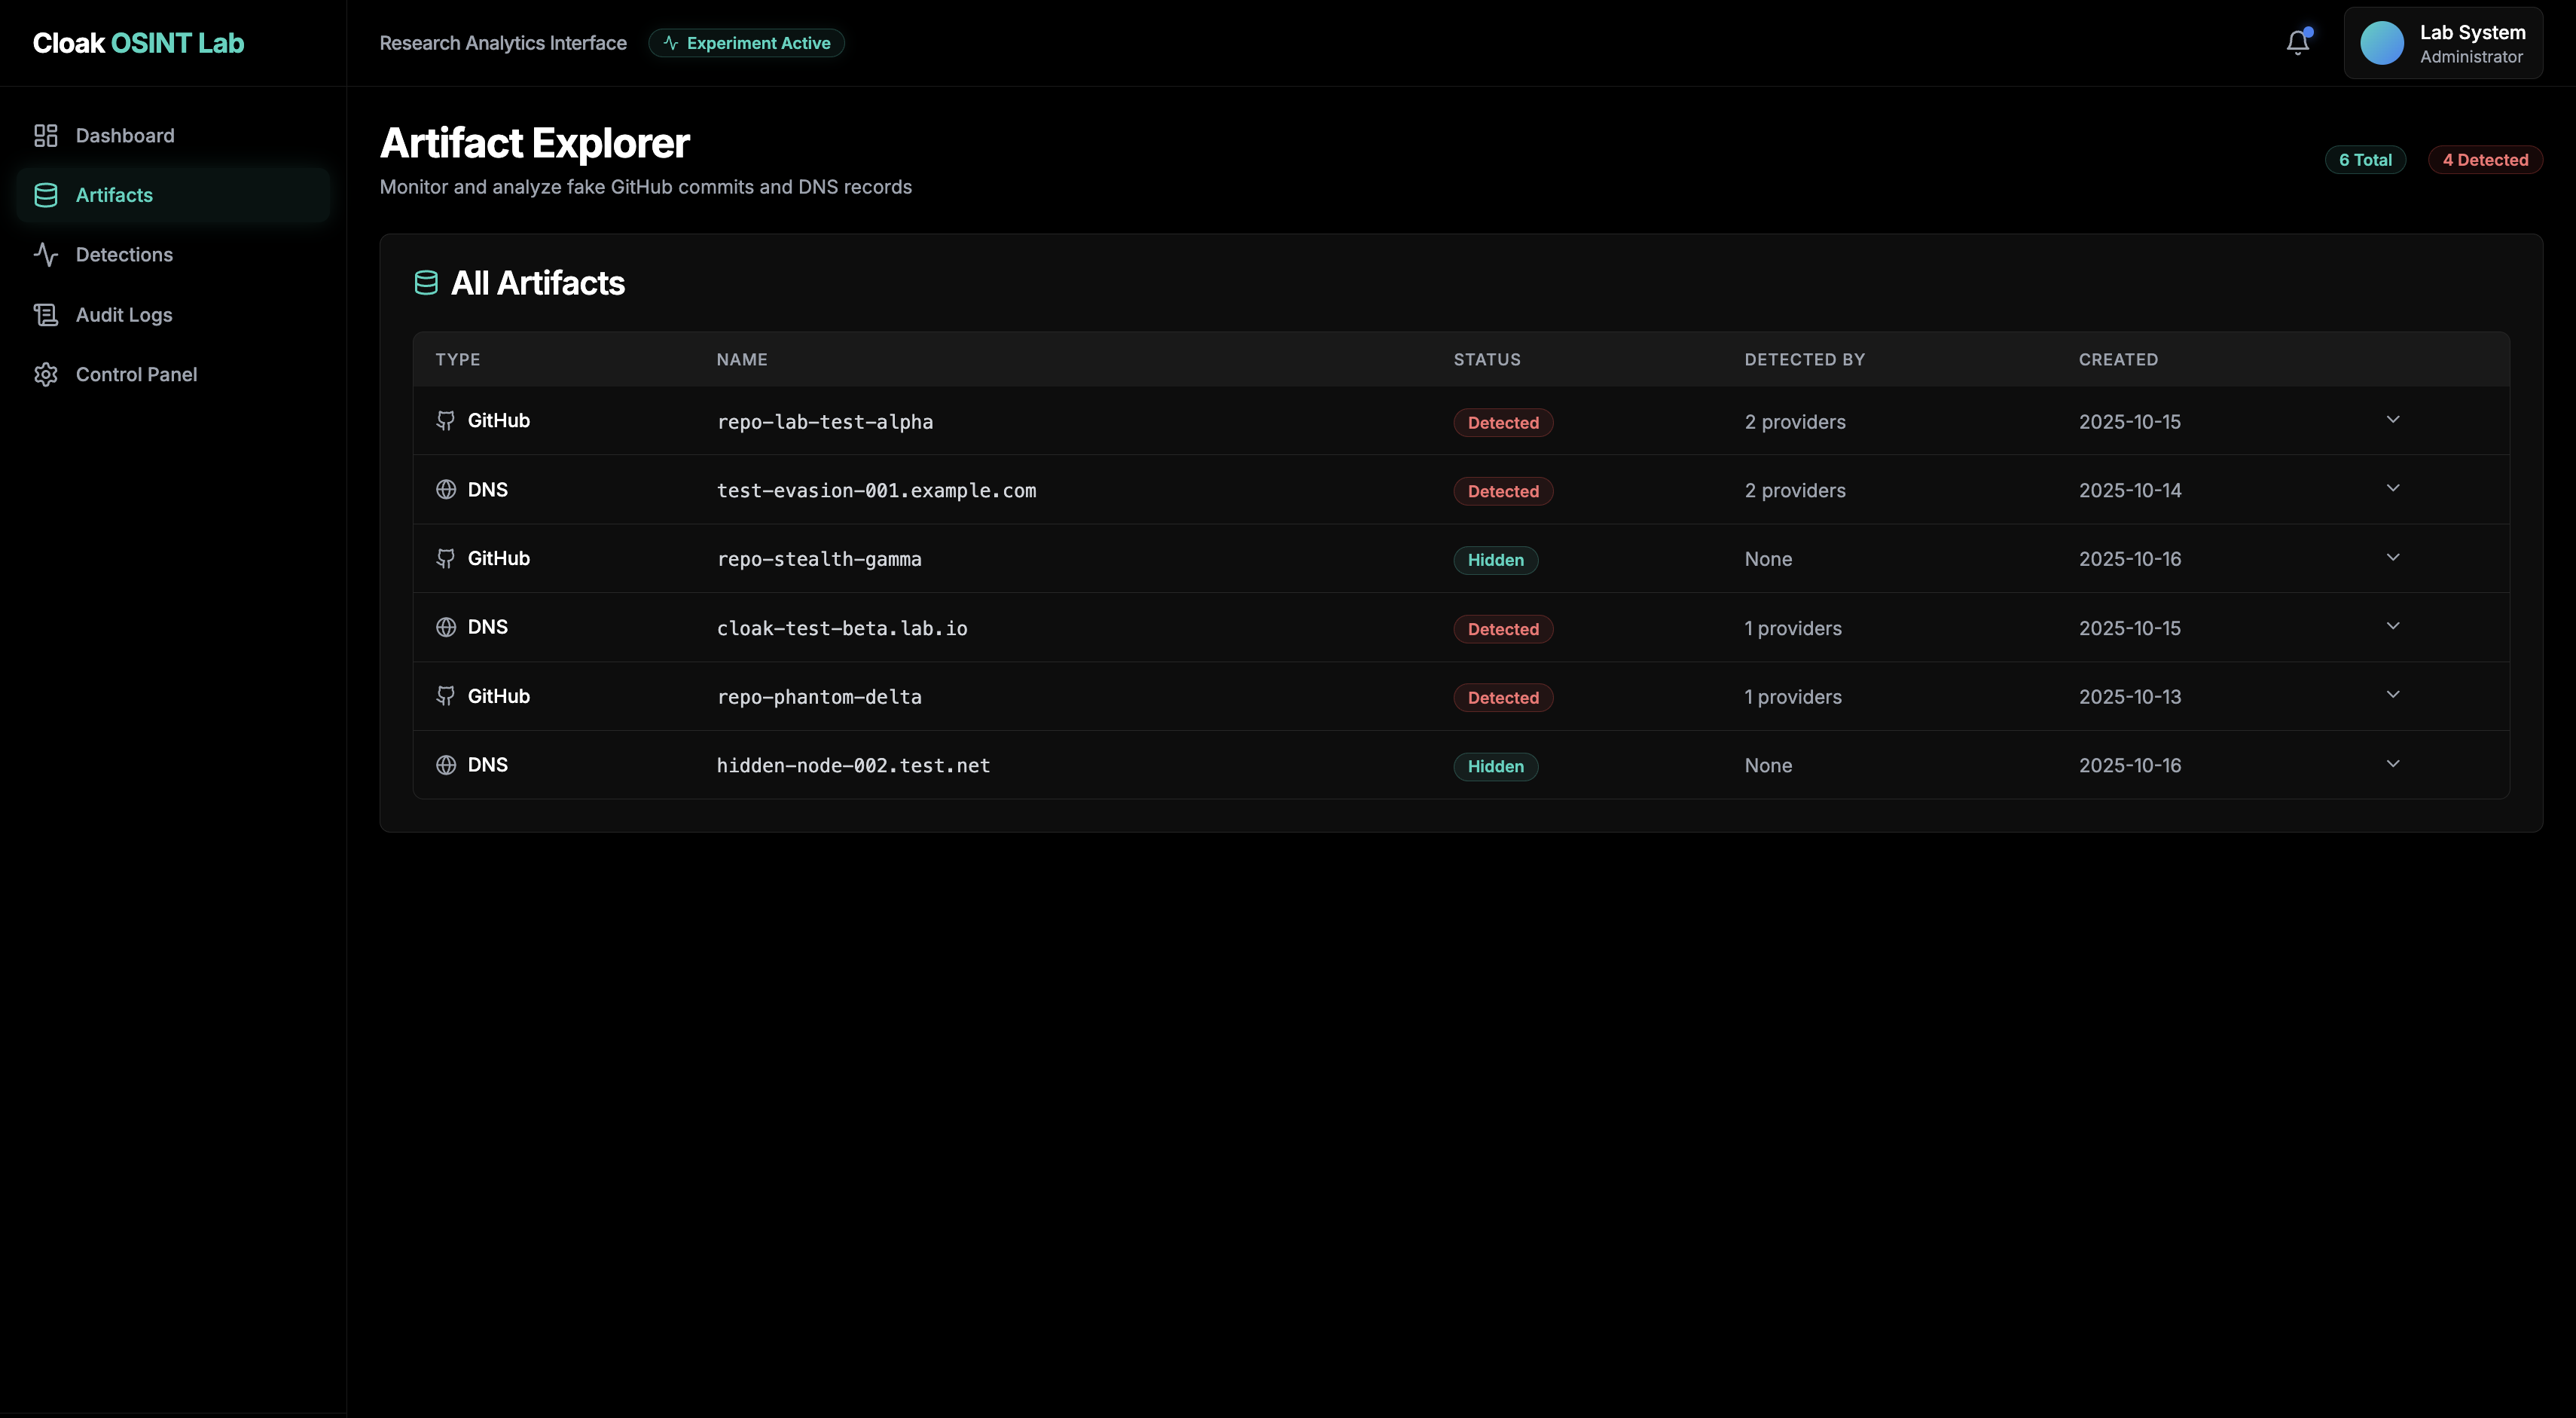 Cloak OSINT Lab
Research Analytics Interface
Experiment Active
Lab System
Administrator
Dashboard
Artifacts
Detections
Audit Logs
Control Panel
Artifact Explorer
Monitor and analyze fake GitHub commits and DNS records
6 Total
4 Detected
All Artifacts
TYPE NAME STATUS DETECTED BY CREATED
GitHub repo-lab-test-alpha Detected 2 providers 2025-10-15
DNS test-evasion-001.example.com Detected 2 providers 2025-10-14
GitHub repo-stealth-gamma Hidden None 2025-10-16
DNS cloak-test-beta.lab.io Detected 1 providers 2025-10-15
GitHub repo-phantom-delta Detected 1 providers 2025-10-13
DNS hidden-node-002.test.net Hidden None 2025-10-16